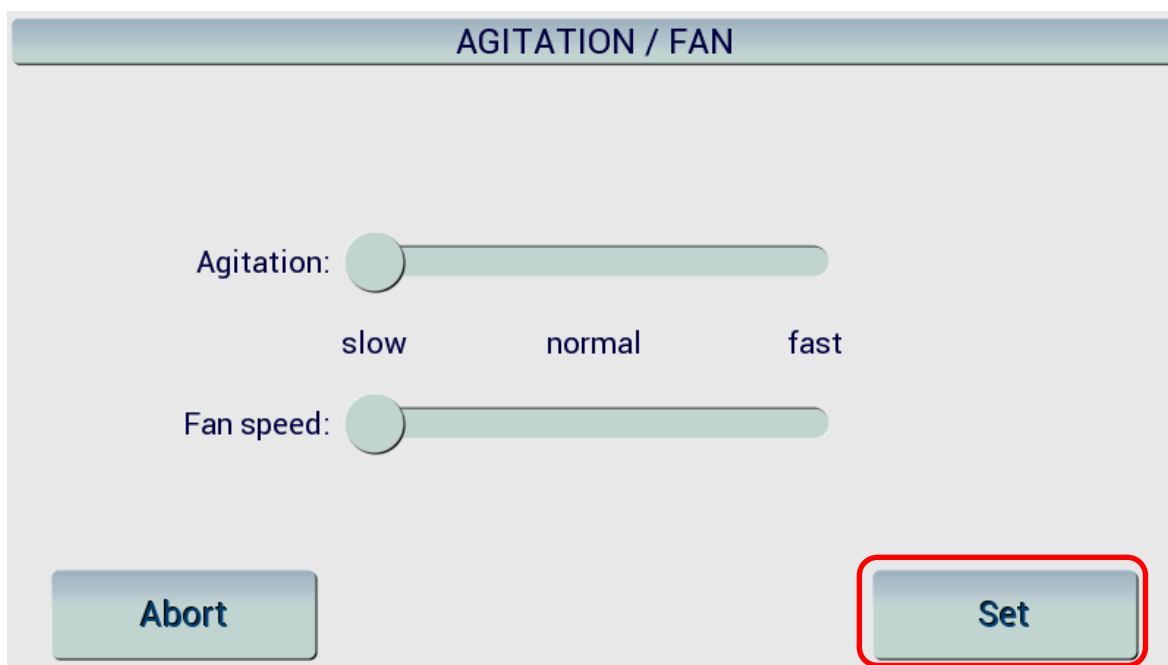 AGITATION / FAN
Agitation:
slow normal fast
Fan speed:
Abort Set